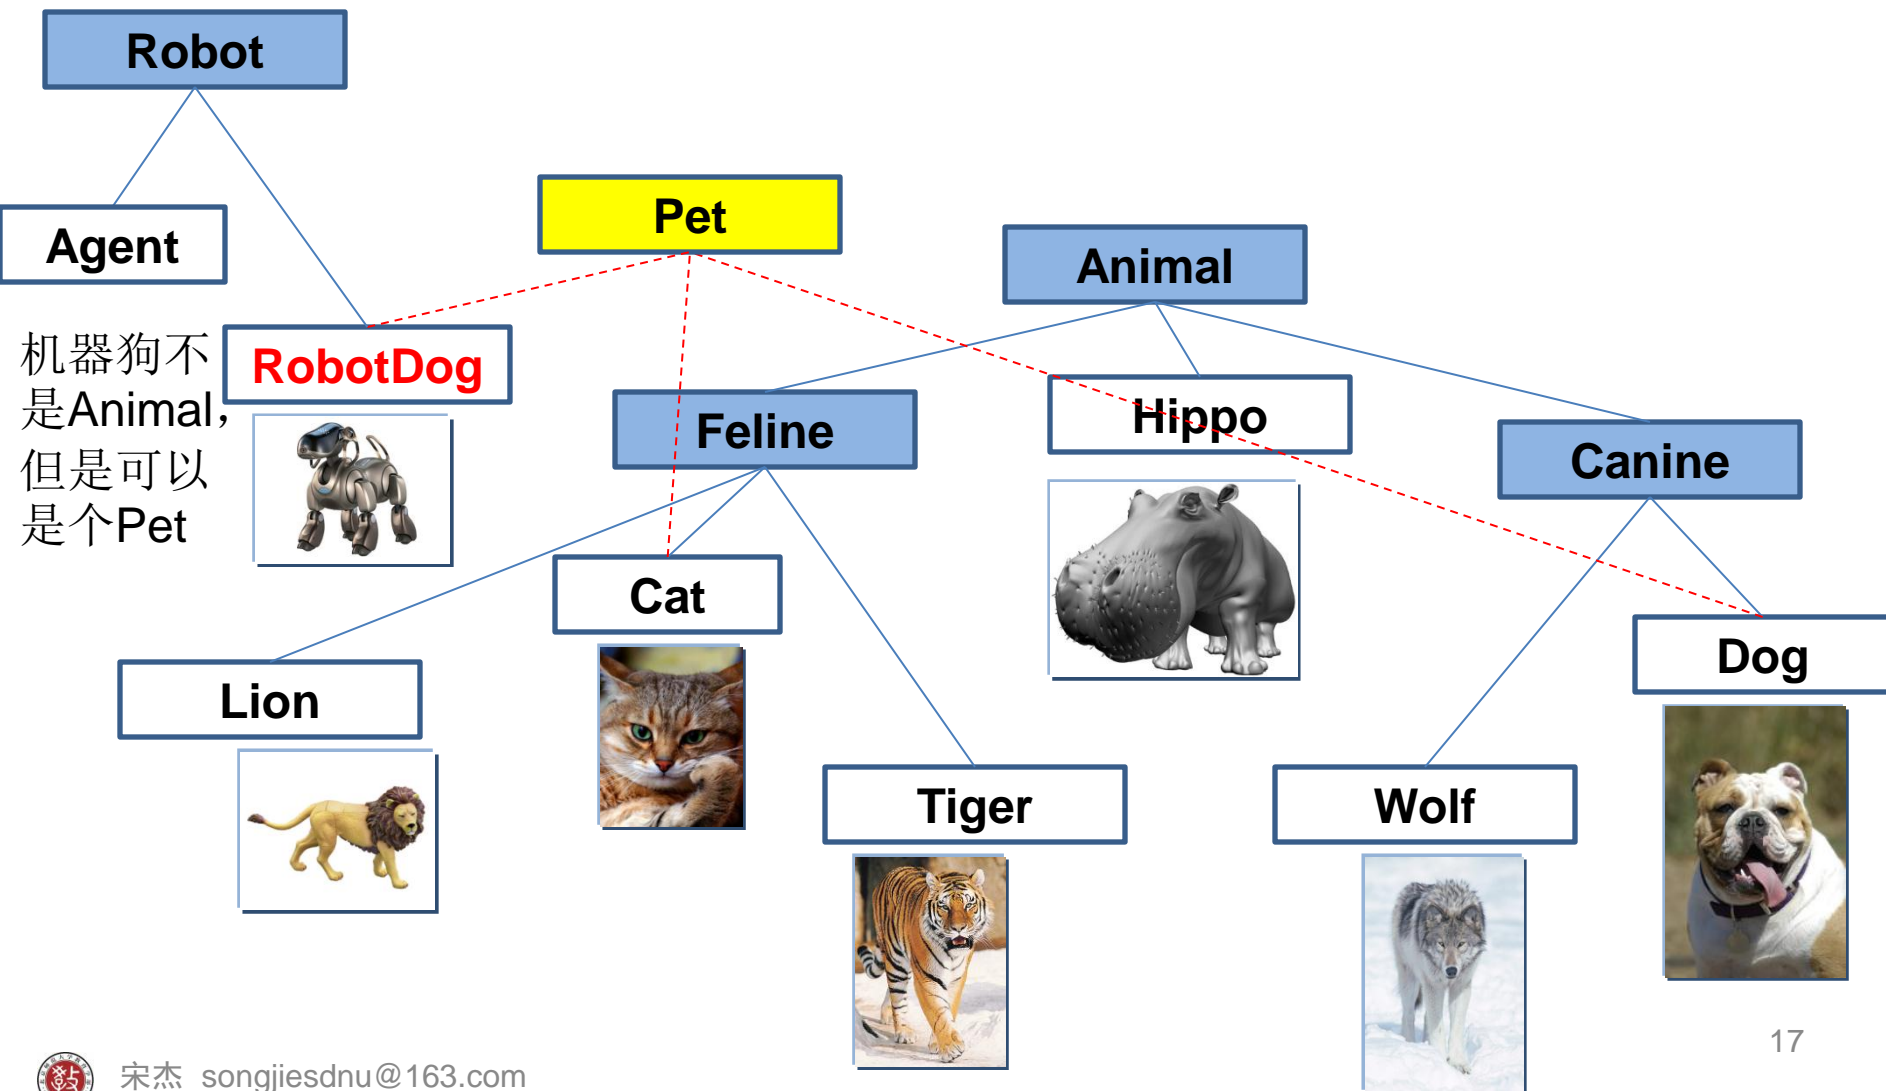 Robot
Agent
Pet
Animal
机器狗不
是Animal，
但是可以
是个Pet
RobotDog
Feline
Hippo
Canine
Cat
Dog
Lion
Tiger
Wolf
17
宋杰 songjiesdnu@163.com